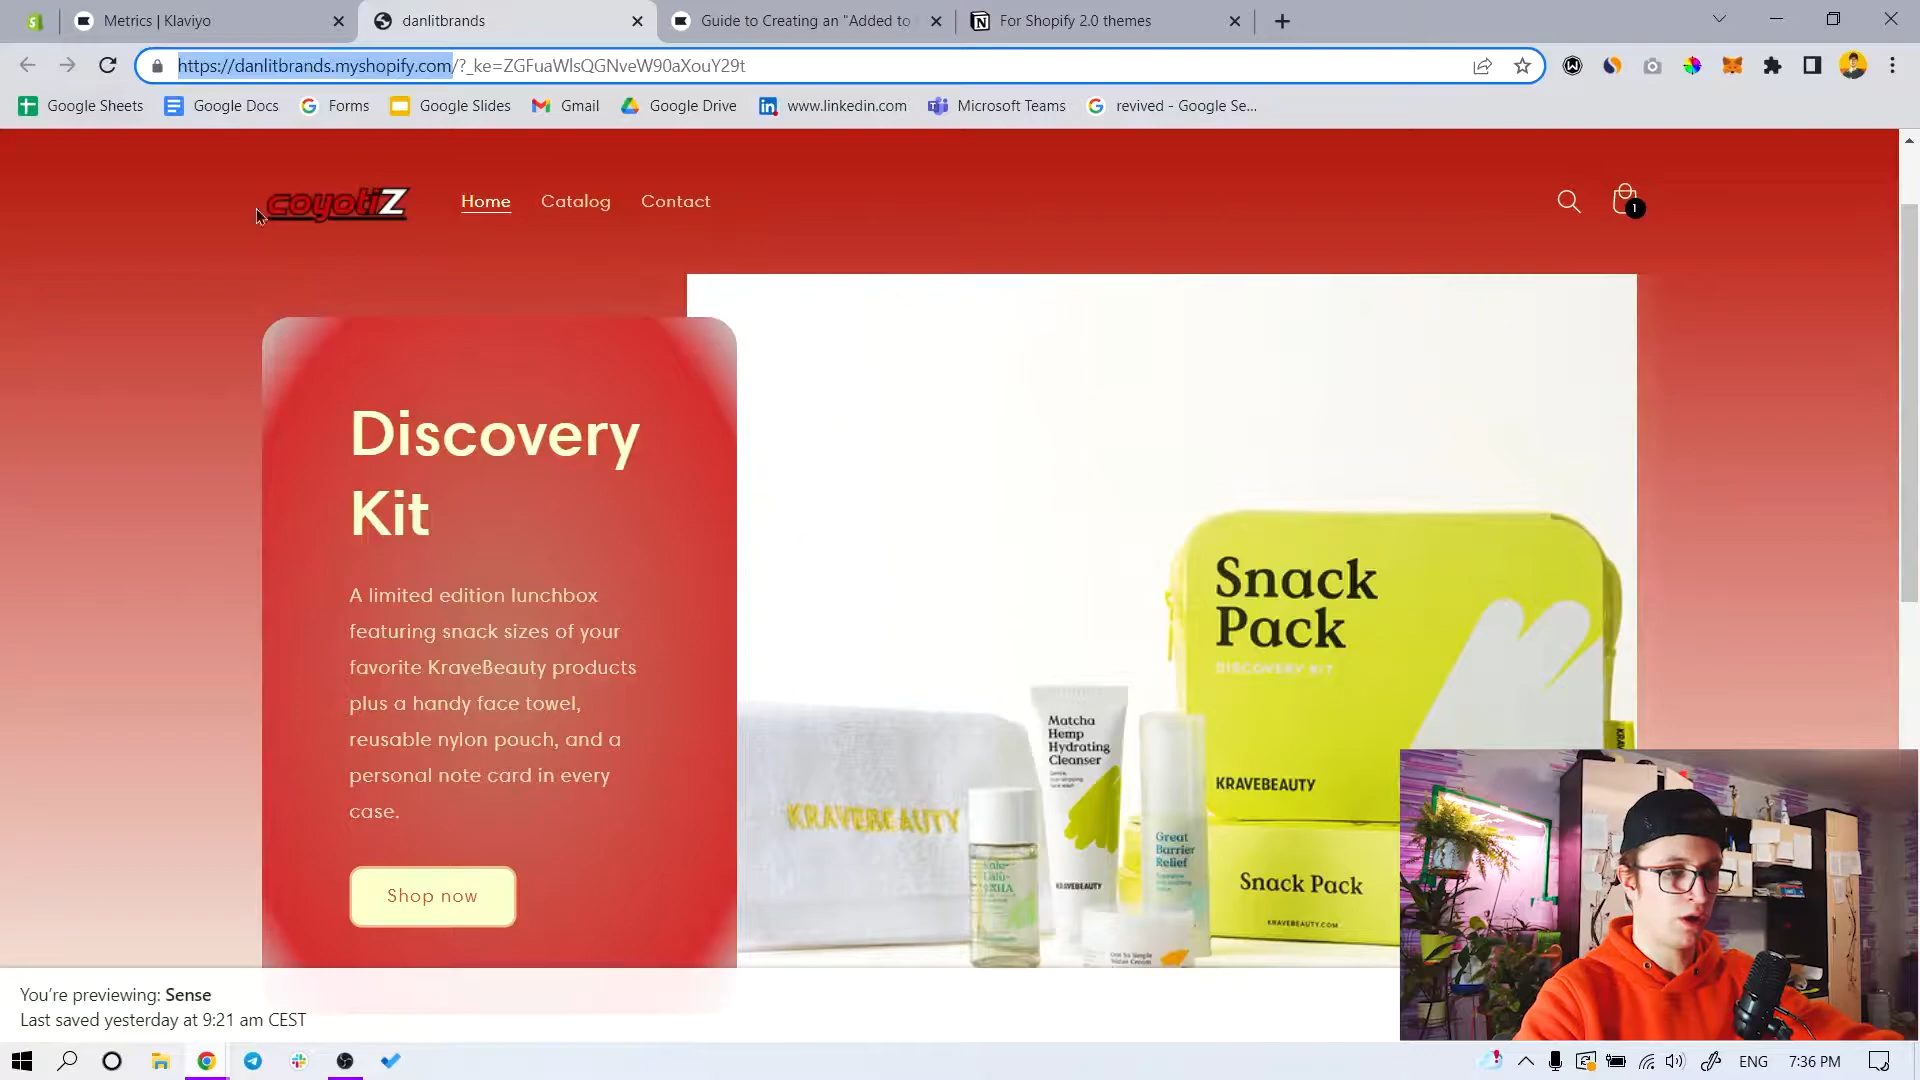 Metrics | Klaviyo
danlitbrands
Guide to Creating an "Added to
For Shopify 2.0 themes
https://danlitbrands.myshopify.com/?_ke=ZGFuaWlsQGNveW90aXouY29t
Google Sheets
Google Docs
Forms
Google Slides
Gmail
Google Drive
www.linkedin.com
Microsoft Teams
revived - Google Se...
coyotiZ
Home
Catalog
Contact
1
Discovery
Kit
A limited edition lunchbox
featuring snack sizes of your
favorite KraveBeauty products
plus a handy face towel,
reusable nylon pouch, and a
personal note card in every
case.
Shop now
Snack
Pack
DISCOVERY KIT
KRAVEBEAUTY
Matcha
Hemp
Hydrating
Cleanser
KRAVEBEAUTY
KRAVEBEAUTY
Great
Barrier
Relief
Snack Pack
KRAVEBEAUTY.COM
You're previewing: Sense
Last saved yesterday at 9:21 am CEST
ENG
7:36 PM